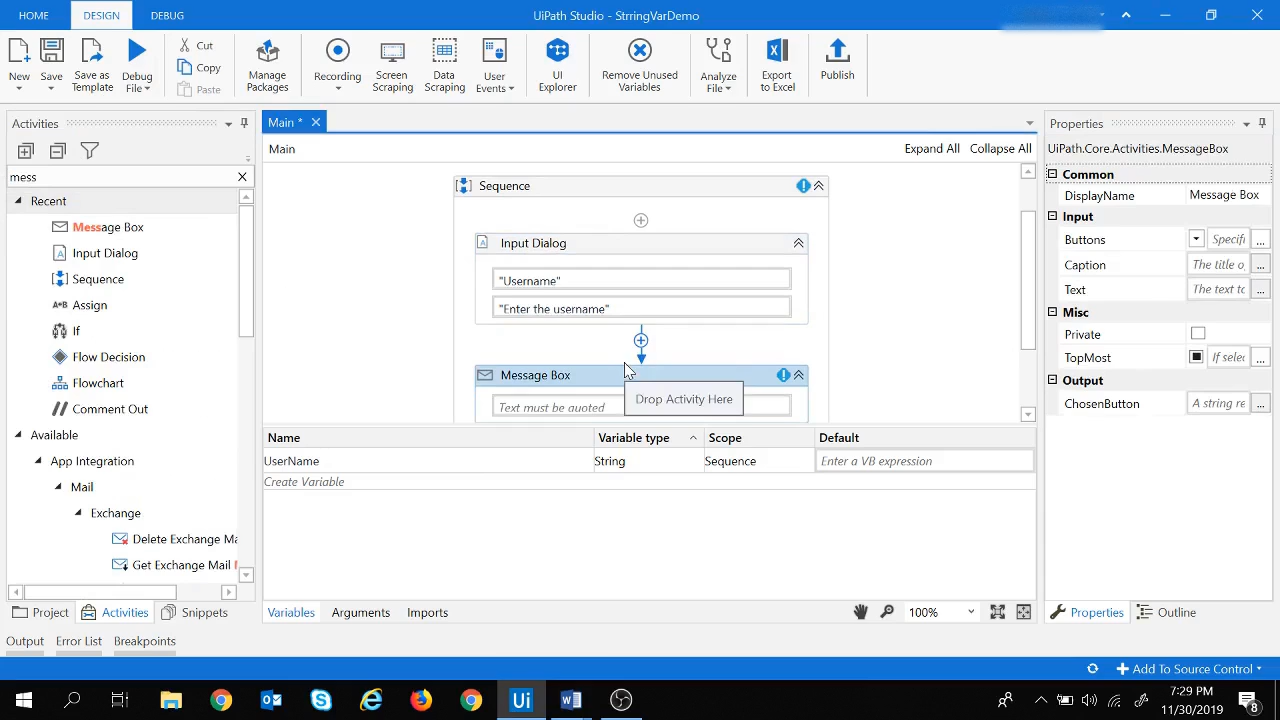 HOME DESIGN DEBUG UiPath Studio - StringVarDemo
New Save Save as Template Debug File Cut Copy Paste Manage Packages Recording Screen Scraping Data Scraping User Events UI Explorer Remove Unused Variables Analyze File Export to Excel Publish
Activities
mess
Recent
Message Box
Input Dialog
Sequence
A*B Assign
If
Flow Decision
Flowchart
// Comment Out
Available
App Integration
Mail
Exchange
Delete Exchange Ma
Get Exchange Mail
Project Activities Snippets
Main *
Main Expand All Collapse All
Sequence
Input Dialog
"Username"
"Enter the username"
Message Box
Drop Activity Here
Text must be quoted
Name Variable type Scope Default
UserName String Sequence Enter a VB expression
Create Variable
Variables Arguments Imports 100%
Properties
UiPath.Core.Activities.MessageBox
Common
DisplayName Message Box
Input
Buttons Specifi ...
Caption The title o ...
Text The text to ...
Misc
Private
TopMost If selec ...
Output
ChosenButton A string re ...
Properties Outline
Output Error List Breakpoints
Add To Source Control
Ui
7:29 PM
11/30/2019
8